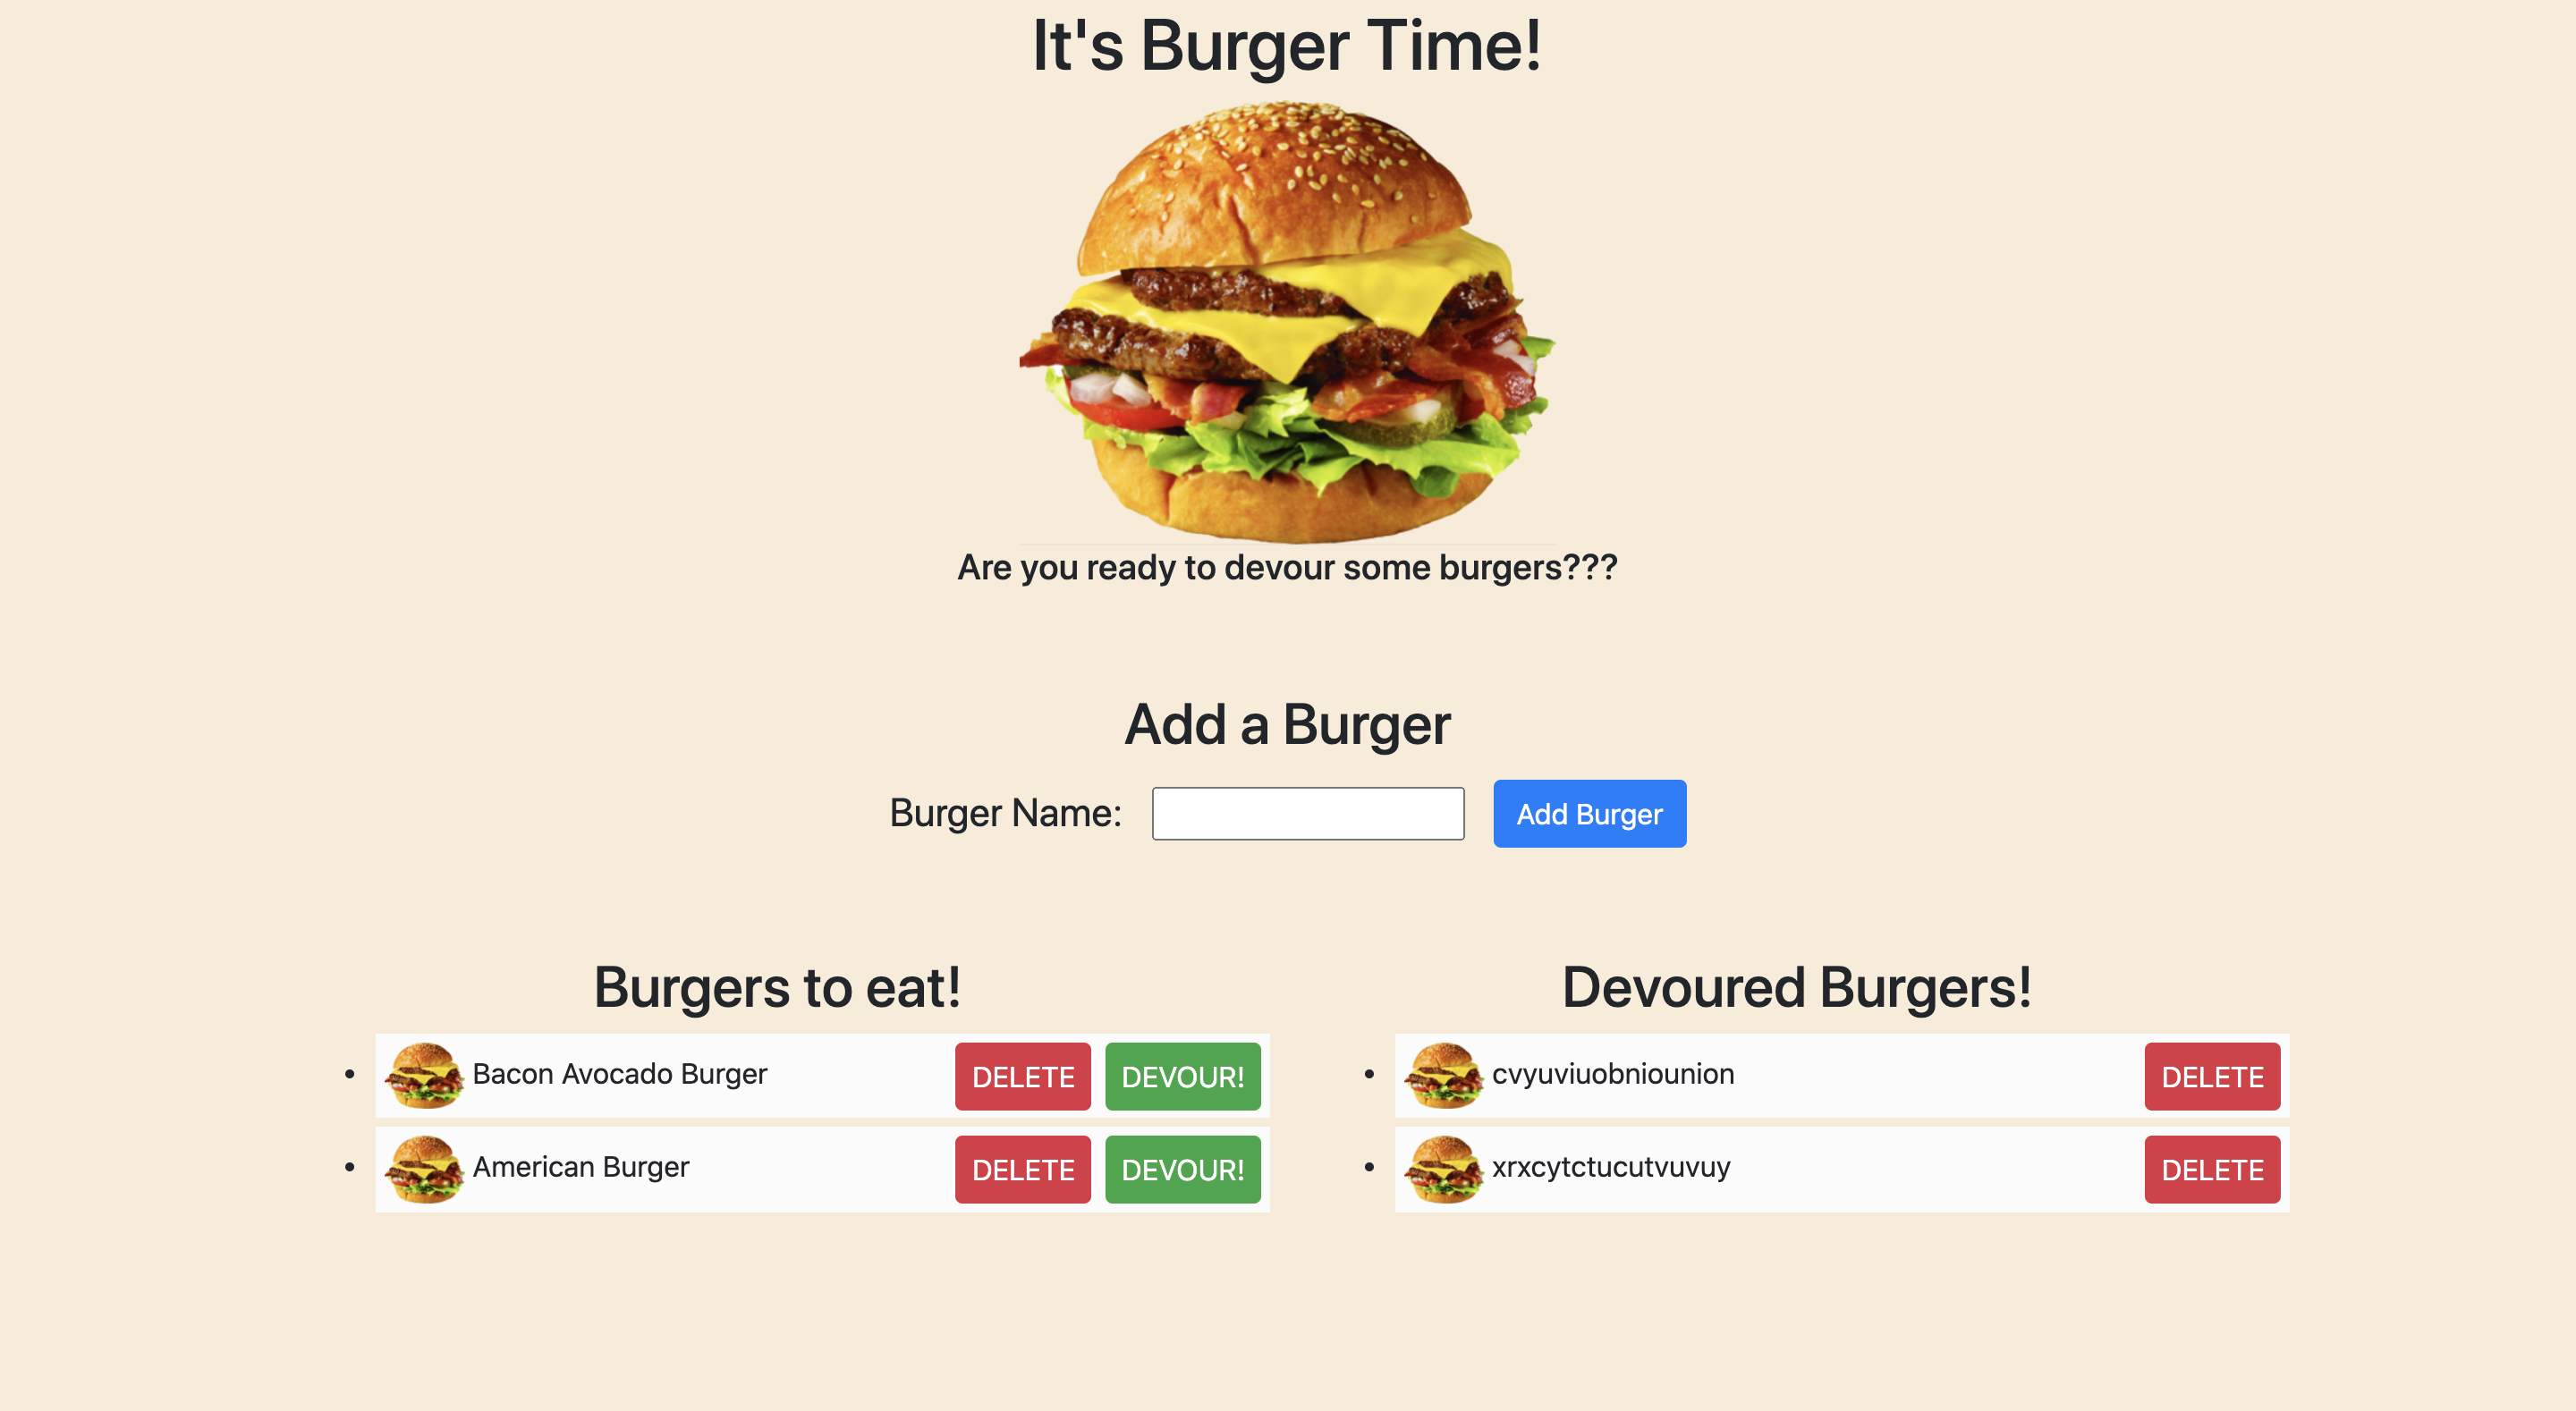 It's Burger Time!
Are you ready to devour some burgers???
Add a Burger
Burger Name:
Add Burger
Burgers to eat!
Bacon Avocado Burger DELETE DEVOUR!
American Burger DELETE DEVOUR!
Devoured Burgers!
cvyuviuobniounion DELETE
xrxcytctucutvuvuy DELETE